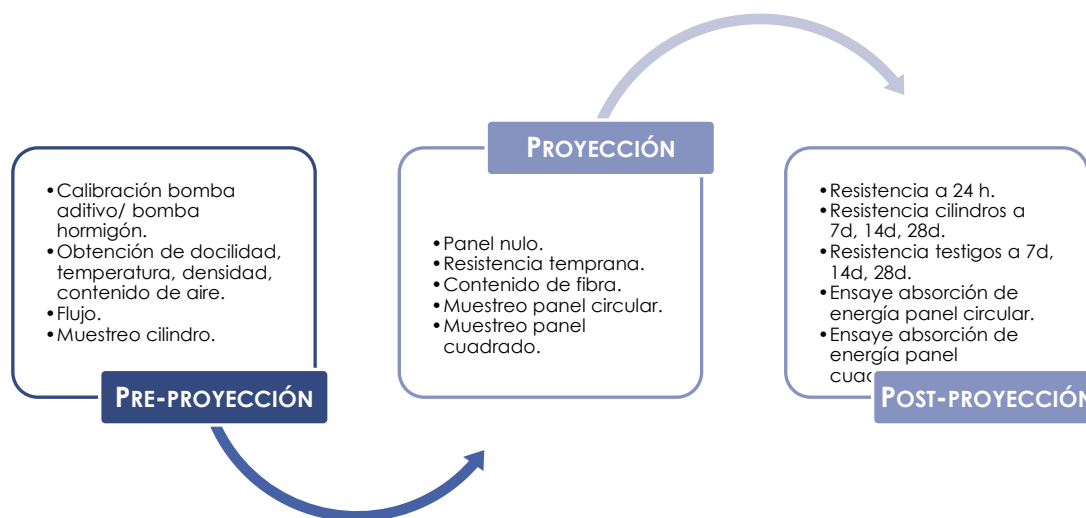 •Calibración bomba
aditivo/ bomba
hormigón.
•Obtención de docilidad,
temperatura, densidad,
contenido de aire.
•Flujo.
•Muestreo cilindro.
PRE-PROYECCIÓN
PROYECCIÓN
•Panel nulo.
•Resistencia temprana.
•Contenido de fibra.
•Muestreo panel circular.
•Muestreo panel
cuadrado.
•Resistencia a 24 h.
•Resistencia cilindros a
7d, 14d, 28d.
•Resistencia testigos a 7d,
14d, 28d.
•Ensaye absorción de
energía panel circular.
•Ensaye absorción de
energía panel
POST-PROYECCIÓN